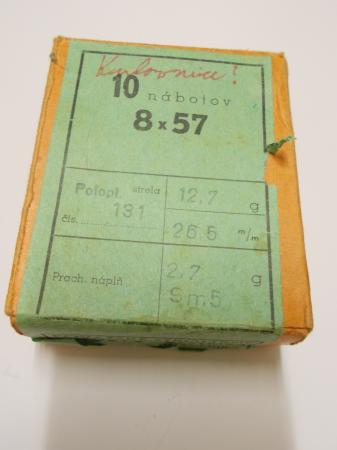 Kulovnice!
10 nábojov
8 x 57
Polopl. strela 12,7 g
čís. 131 26.5 m/m
Prach. náplň 2,7 g
Sm.5